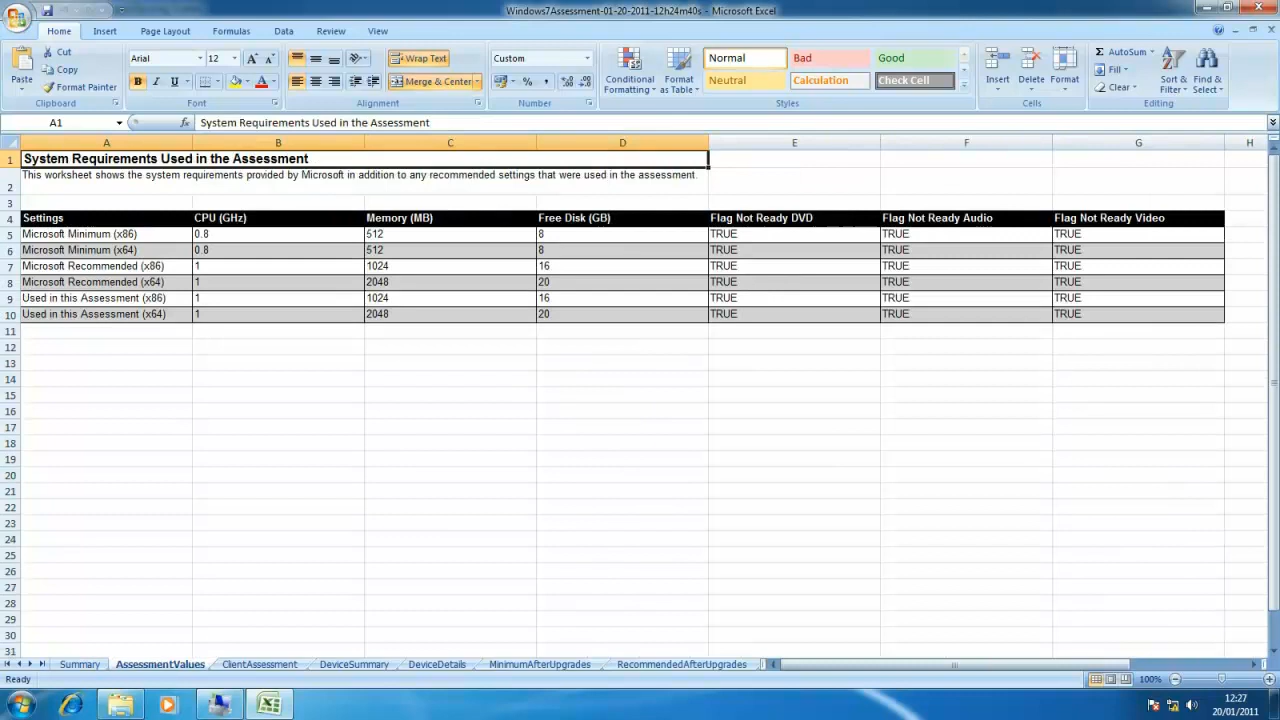 Windows7Assessment-01-20-2011-12h24m40s - Microsoft Excel
Home Insert Page Layout Formulas Data Review View
Paste Cut Copy Format Painter
Clipboard
Arial 12
B I U A
Font
Wrap Text
Merge & Center
Alignment
Custom
% ,
Number
Conditional Formatting Format as Table
Normal Bad Good
Neutral Calculation Check Cell
Styles
Insert Delete Format
Cells
AutoSum Fill Clear Sort & Filter Find & Select
Editing
A1 fx System Requirements Used in the Assessment
A B C D E F G H
1 System Requirements Used in the Assessment
2 This worksheet shows the system requirements provided by Microsoft in addition to any recommended settings that were used in the assessment.
3
4 Settings CPU (GHz) Memory (MB) Free Disk (GB) Flag Not Ready DVD Flag Not Ready Audio Flag Not Ready Video
5 Microsoft Minimum (x86) 0.8 512 8 TRUE TRUE TRUE
6 Microsoft Minimum (x64) 0.8 512 8 TRUE TRUE TRUE
7 Microsoft Recommended (x86) 1 1024 16 TRUE TRUE TRUE
8 Microsoft Recommended (x64) 1 2048 20 TRUE TRUE TRUE
9 Used in this Assessment (x86) 1 1024 16 TRUE TRUE TRUE
10 Used in this Assessment (x64) 1 2048 20 TRUE TRUE TRUE
11
12
13
14
15
16
17
18
19
20
21
22
23
24
25
26
27
28
29
30
31
Summary AssessmentValues ClientAssessment DeviceSummary DeviceDetails MinimumAfterUpgrades RecommendedAfterUpgrades
Ready 100%
12:27
20/01/2011